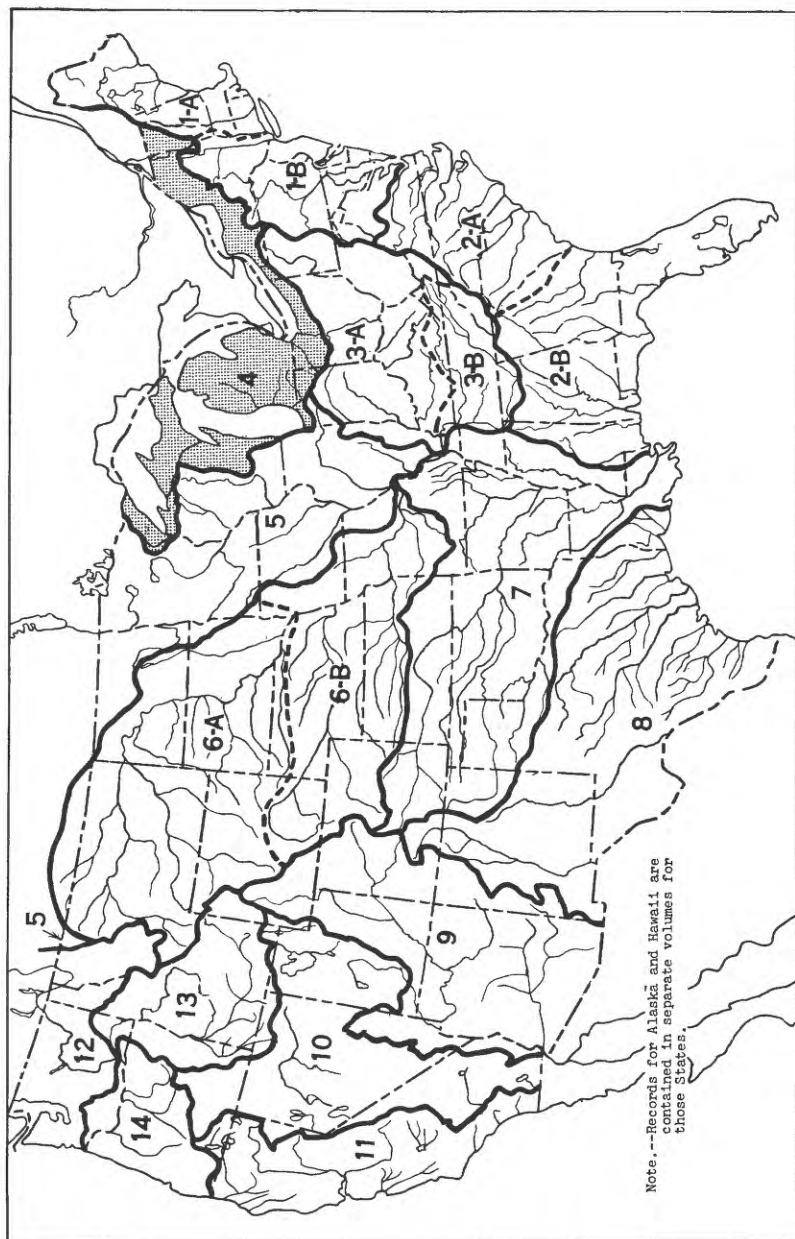 1-A
1-B
2-A
2-B
3-A
3-B
4
5
5
6-A
6-B
7
8
9
10
11
12
13
14
Note.--Records for Alaska and Hawaii are
contained in separate volumes for
those States.